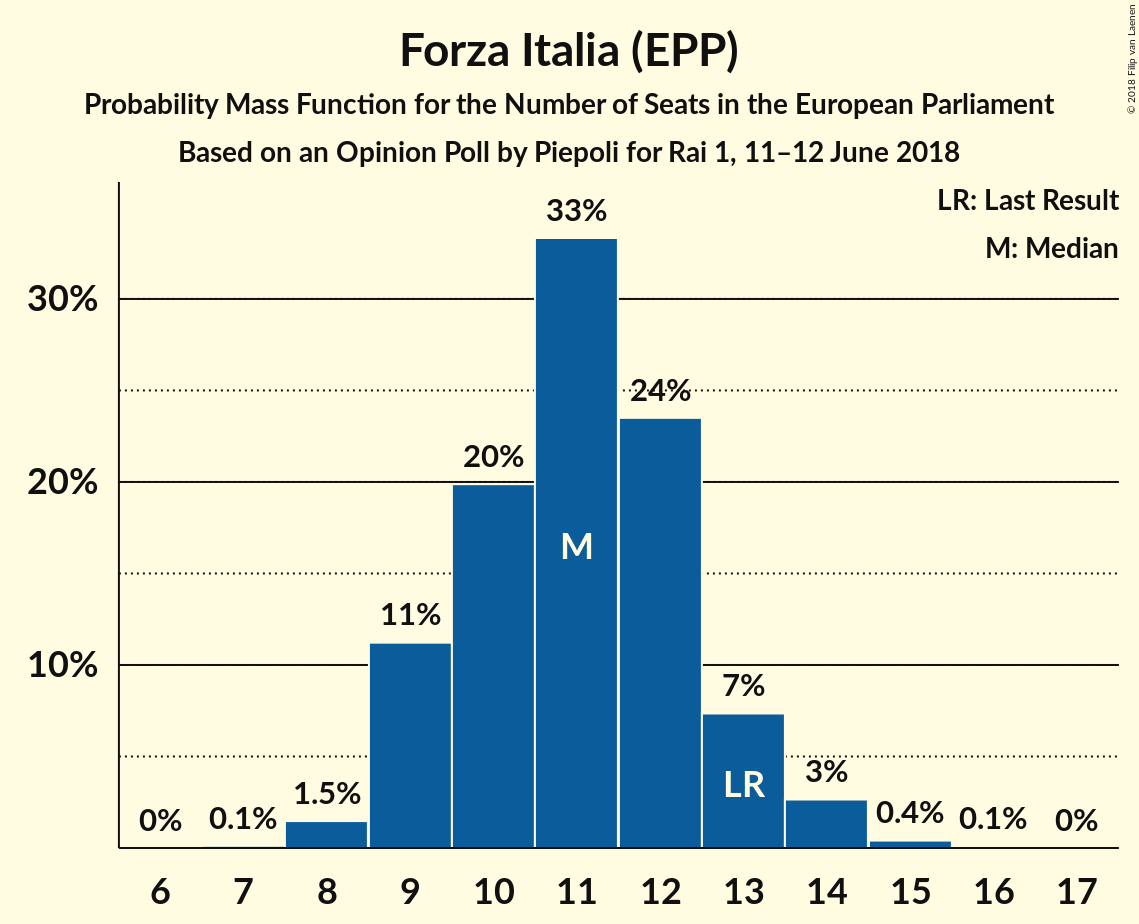 Forza Italia (EPP)
Probability Mass Function for the Number of Seats in the European Parliament
Based on an Opinion Poll by Piepoli for Rai 1, 11–12 June 2018
© 2018 Filip van Laenen
LR: Last Result
M: Median
30%
20%
10%
0%
0.1%
1.5%
11%
20%
33%
24%
7%
3%
0.4%
0.1%
0%
M
LR
6 7 8 9 10 11 12 13 14 15 16 17